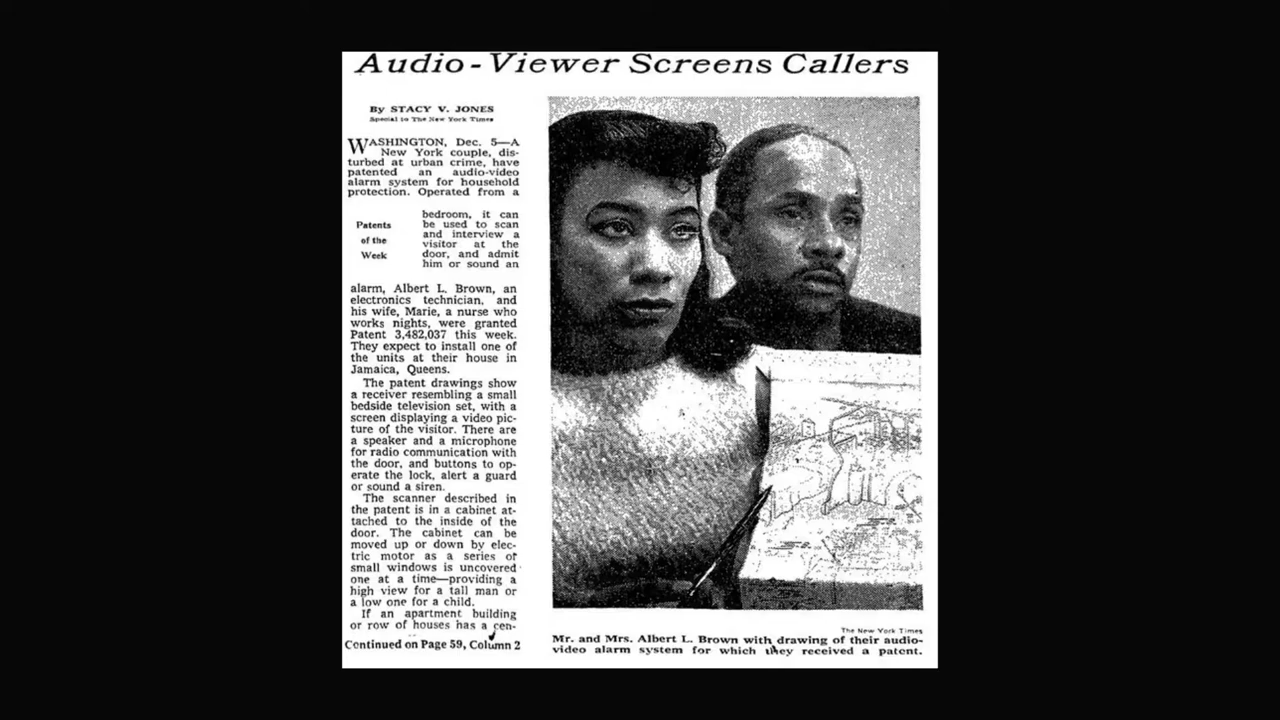 Audio-Viewer Screens Callers
By STACY V. JONES
Special to The New York Times
WASHINGTON, Dec. 5—A
New York couple, dis-
turbed at urban crime, have
patented an audio-video
alarm system for household
protection. Operated from a
Patents
of the
Week
bedroom, it can
be used to scan
and interview a
visitor at the
door, and admit
him or sound an
alarm, Albert L. Brown, an
electronics technician, and
his wife, Marie, a nurse who
works nights, were granted
Patent 3,482,037 this week.
They expect to install one of
the units at their house in
Jamaica, Queens.
The patent drawings show
a receiver resembling a small
bedside television set, with a
screen displaying a video pic-
ture of the visitor. There are
a speaker and a microphone
for radio communication with
the door, and buttons to op-
erate the lock, alert a guard
or sound a siren.
The scanner described in
the patent is in a cabinet at-
tached to the inside of the
door. The cabinet can be
moved up or down by elec-
tric motor as a series of
small windows is uncovered
one at a time—providing a
high view for a tall man or
a low one for a child.
If an apartment building
or row of houses has a cen-
Continued on Page 59, Column 2
The New York Times
Mr. and Mrs. Albert L. Brown with drawing of their audio-
video alarm system for which they received a patent.